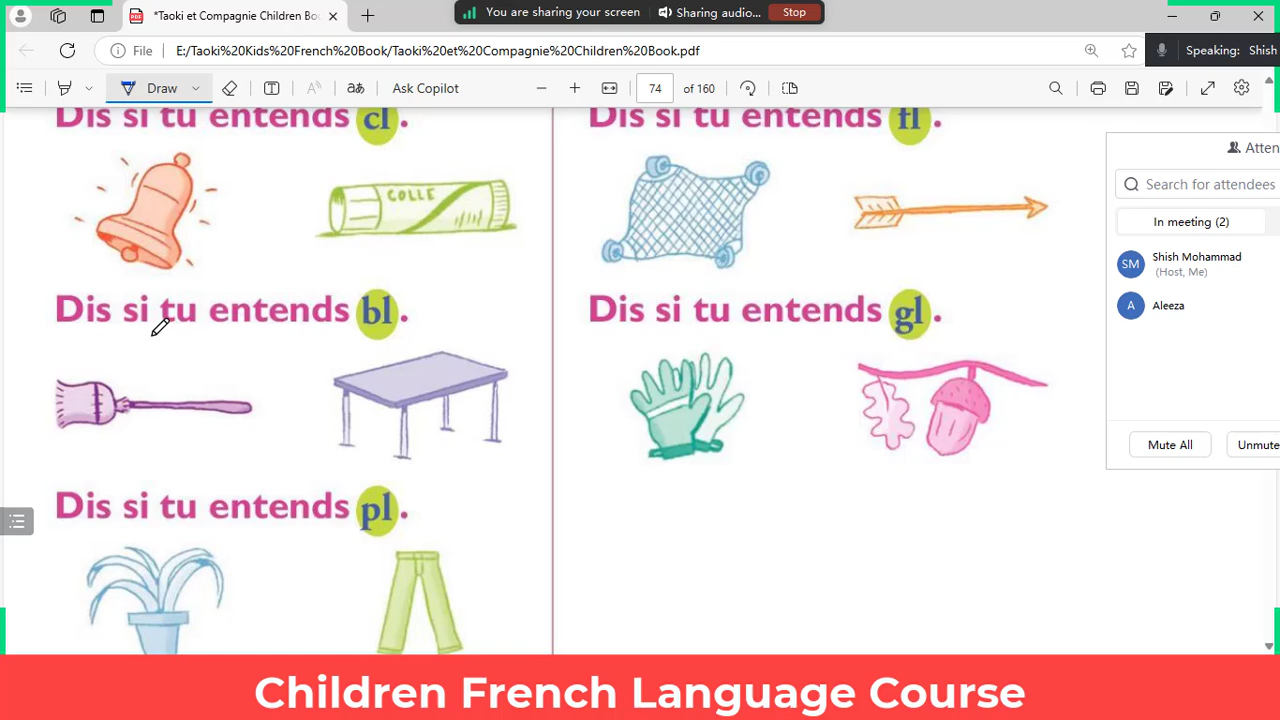 *Taoki et Compagnie Children Bo
You are sharing your screen
Sharing audio...
Stop
File
E:/Taoki%20Kids%20French%20Book/Taoki%20et%20Compagnie%20Children%20Book.pdf
Speaking: Shish
Draw
Ask Copilot
74 of 160
Dis si tu entends cl.
COLLE
Dis si tu entends bl.
Dis si tu entends pl.
Dis si tu entends fl.
Dis si tu entends gl.
Atten
Search for attendees
In meeting (2)
SM
Shish Mohammad
(Host, Me)
A
Aleeza
Mute All
Unmute
Children French Language Course